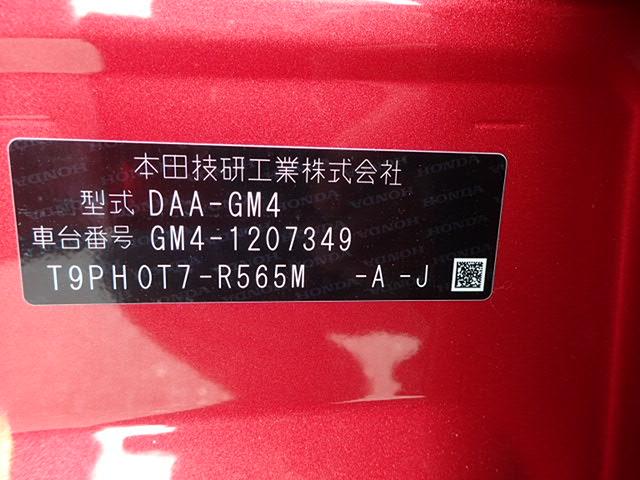 本田技研工業株式会社
型式 DAA-GM4
車台番号 GM4-1207349
T9PH0T7-R565M -A -J